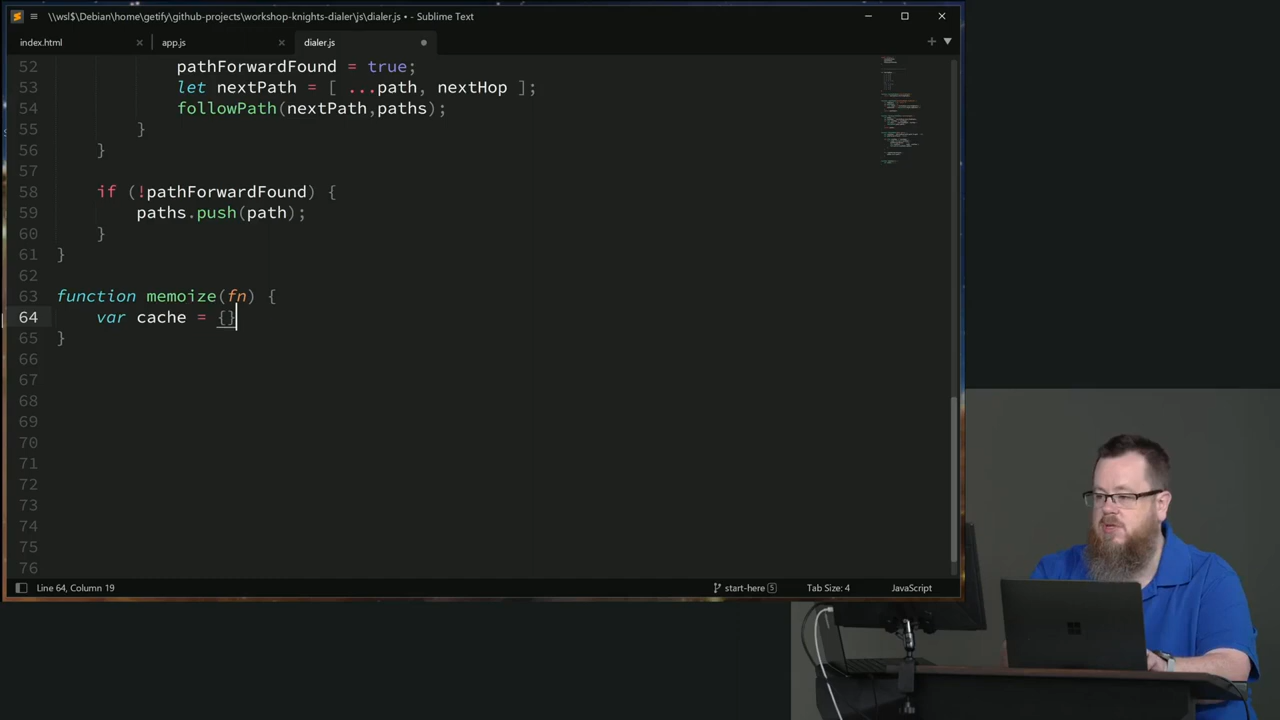 \\wsl$\Debian\home\getify\github-projects\workshop-knights-dialer\js\dialer.js • - Sublime Text
index.html
app.js
dialer.js
52 pathForwardFound = true;
53 let nextPath = [ ...path, nextHop ];
54 followPath(nextPath,paths);
55 }
56 }
57
58 if (!pathForwardFound) {
59 paths.push(path);
60 }
61 }
62
63 function memoize(fn) {
64 var cache = {}
65 }
66
67
68
69
70
71
72
73
74
75
76
Line 64, Column 19
start-here 5
Tab Size: 4
JavaScript